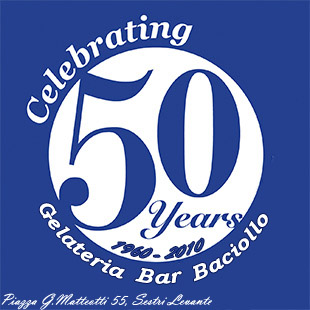 Celebrating
50
Years
1960 - 2010
Gelateria Bar Baciollo
Piazza G.Matteotti 55, Sestri Levante